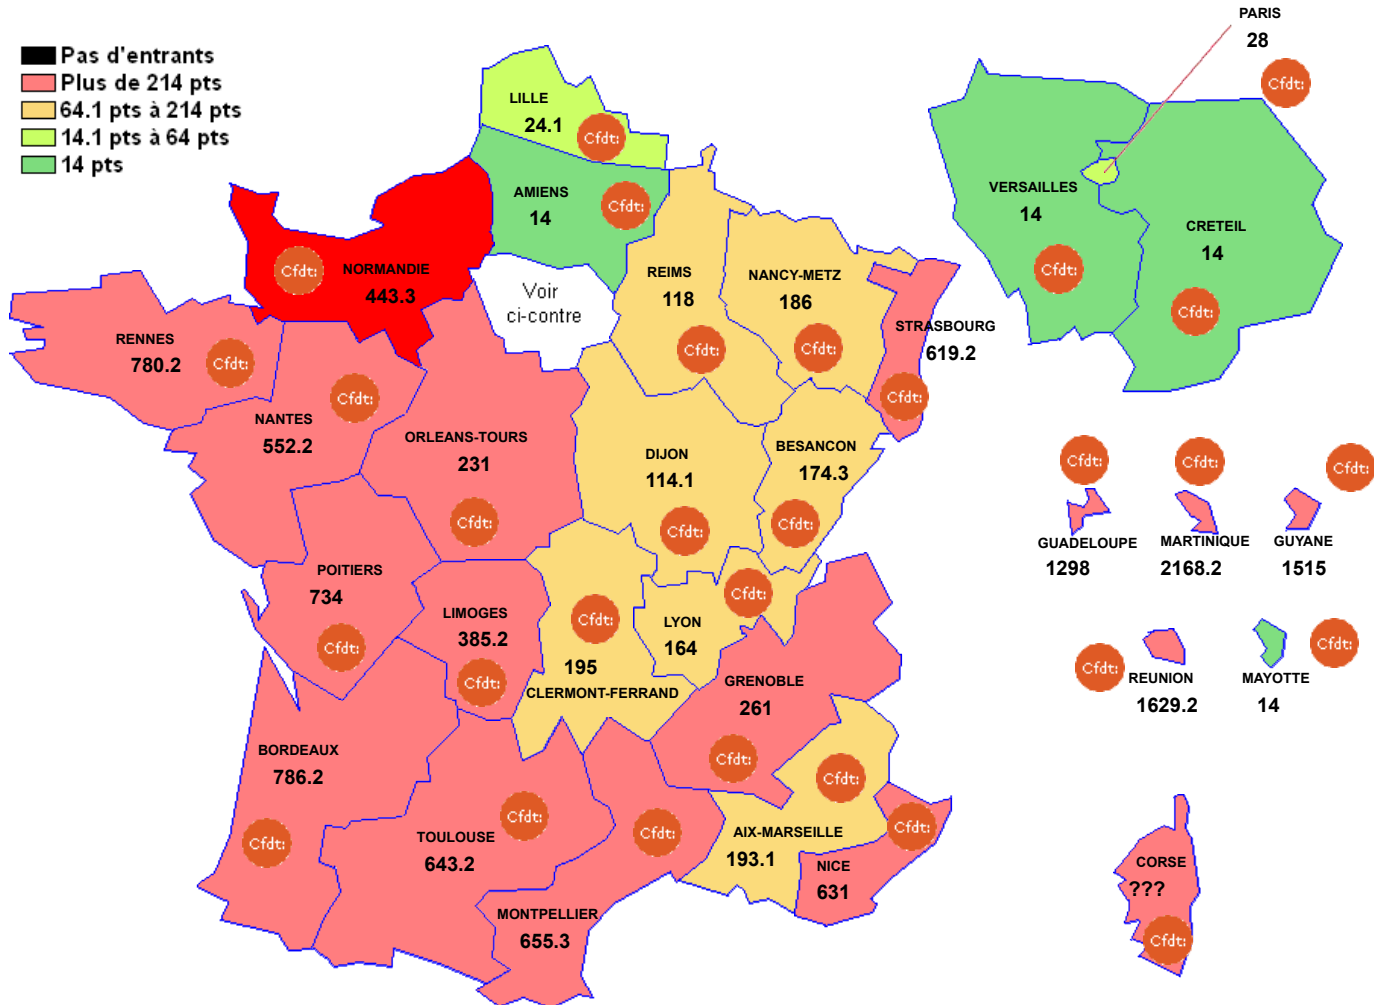 Pas d'entrants
Plus de 214 pts
64.1 pts à 214 pts
14.1 pts à 64 pts
14 pts
PARIS
28
Cfdt:
LILLE
24.1
Cfdt:
AMIENS
14
Cfdt:
VERSAILLES
14
Cfdt:
CRETEIL
14
Cfdt:
Cfdt:
NORMANDIE
443.3
Voir
ci-contre
REIMS
118
Cfdt:
NANCY-METZ
186
Cfdt:
STRASBOURG
619.2
Cfdt:
RENNES
780.2
Cfdt:
NANTES
552.2
Cfdt:
ORLEANS-TOURS
231
Cfdt:
DIJON
114.1
Cfdt:
BESANCON
174.3
Cfdt:
Cfdt:
GUADELOUPE
1298
Cfdt:
MARTINIQUE
2168.2
Cfdt:
GUYANE
1515
POITIERS
734
Cfdt:
LIMOGES
385.2
Cfdt:
Cfdt:
195
CLERMONT-FERRAND
Cfdt:
LYON
164
GRENOBLE
261
Cfdt:
Cfdt:
REUNION
1629.2
Cfdt:
MAYOTTE
14
BORDEAUX
786.2
Cfdt:
TOULOUSE
643.2
Cfdt:
Cfdt:
MONTPELLIER
655.3
Cfdt:
AIX-MARSEILLE
193.1
Cfdt:
NICE
631
CORSE
???
Cfdt: